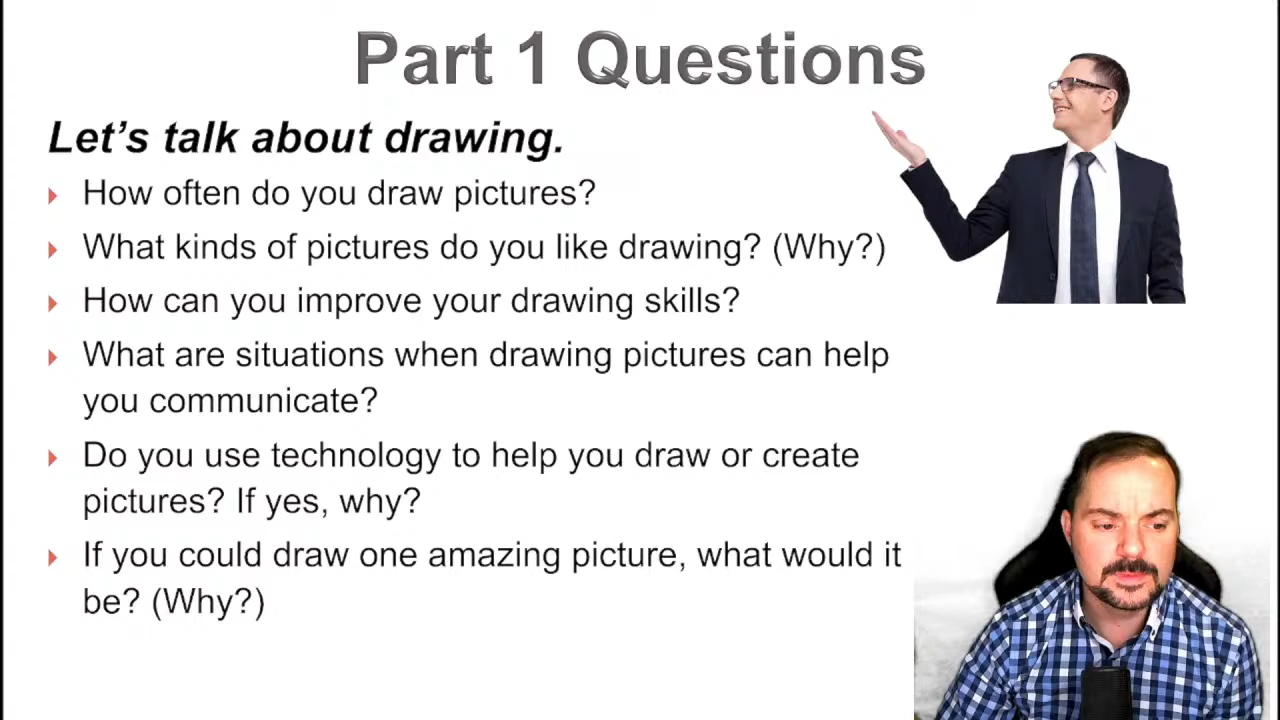 Part 1 Questions
Let's talk about drawing.
How often do you draw pictures?
What kinds of pictures do you like drawing? (Why?)
How can you improve your drawing skills?
What are situations when drawing pictures can help
you communicate?
Do you use technology to help you draw or create
pictures? If yes, why?
If you could draw one amazing picture, what would it
be? (Why?)